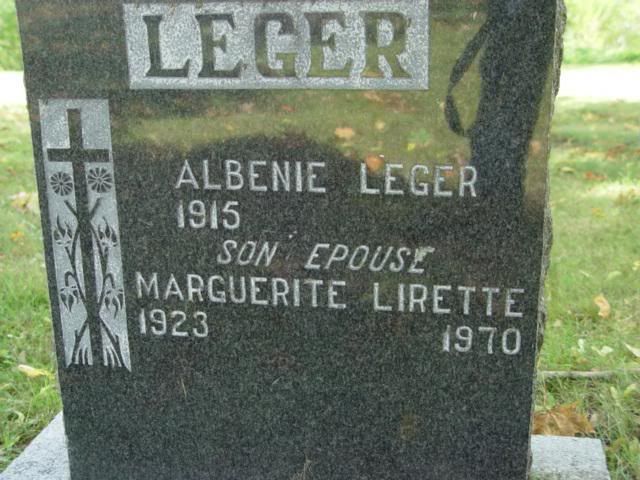 LEGER
ALBENIE LEGER
1915
SON EPOUSE
MARGUERITE LIRETTE
1923 1970